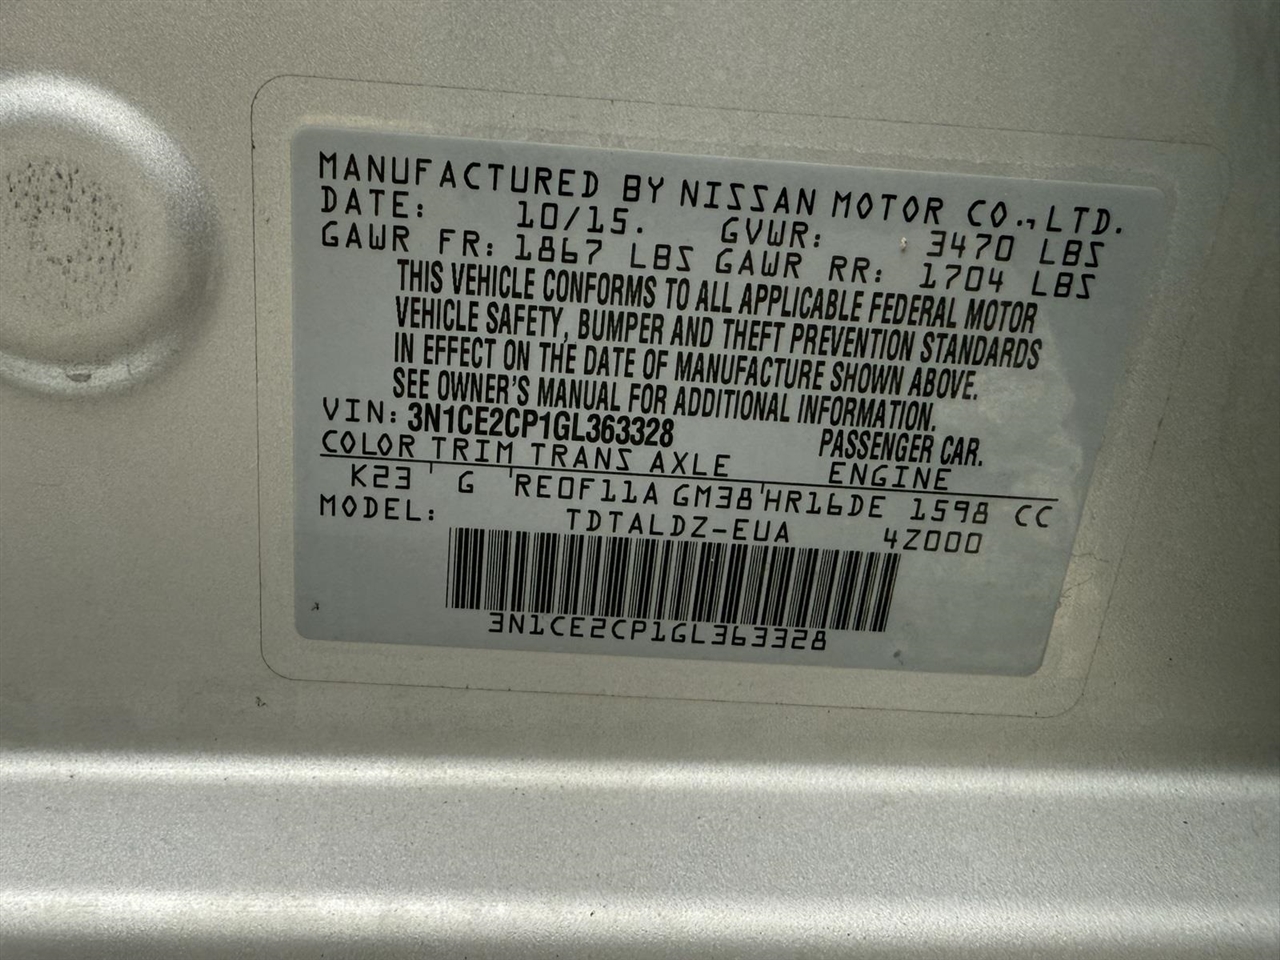 MANUFACTURED BY NISSAN MOTOR CO.,LTD.
DATE: 10/15. GVWR: 3470 LBS
GAWR FR: 1867 LBS GAWR RR: 1704 LBS
THIS VEHICLE CONFORMS TO ALL APPLICABLE FEDERAL MOTOR
VEHICLE SAFETY, BUMPER AND THEFT PREVENTION STANDARDS
IN EFFECT ON THE DATE OF MANUFACTURE SHOWN ABOVE.
SEE OWNER'S MANUAL FOR ADDITIONAL INFORMATION.
VIN: 3N1CE2CP1GL363328 PASSENGER CAR.
COLOR TRIM TRANS AXLE ENGINE
K23 G RE0F11A GM38 HR16DE 1598 CC
MODEL: TDTALDZ-EUA 4Z000
3N1CE2CP1GL363328